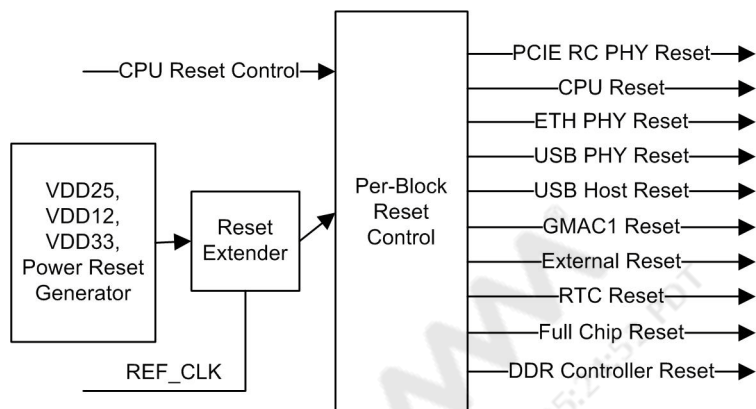 CPU Reset Control
VDD25,
VDD12,
VDD33,
Power Reset
Generator
Reset
Extender
REF_CLK
Per-Block
Reset
Control
PCIE RC PHY Reset
CPU Reset
ETH PHY Reset
USB PHY Reset
USB Host Reset
GMAC1 Reset
External Reset
RTC Reset
Full Chip Reset
DDR Controller Reset
®
PDT